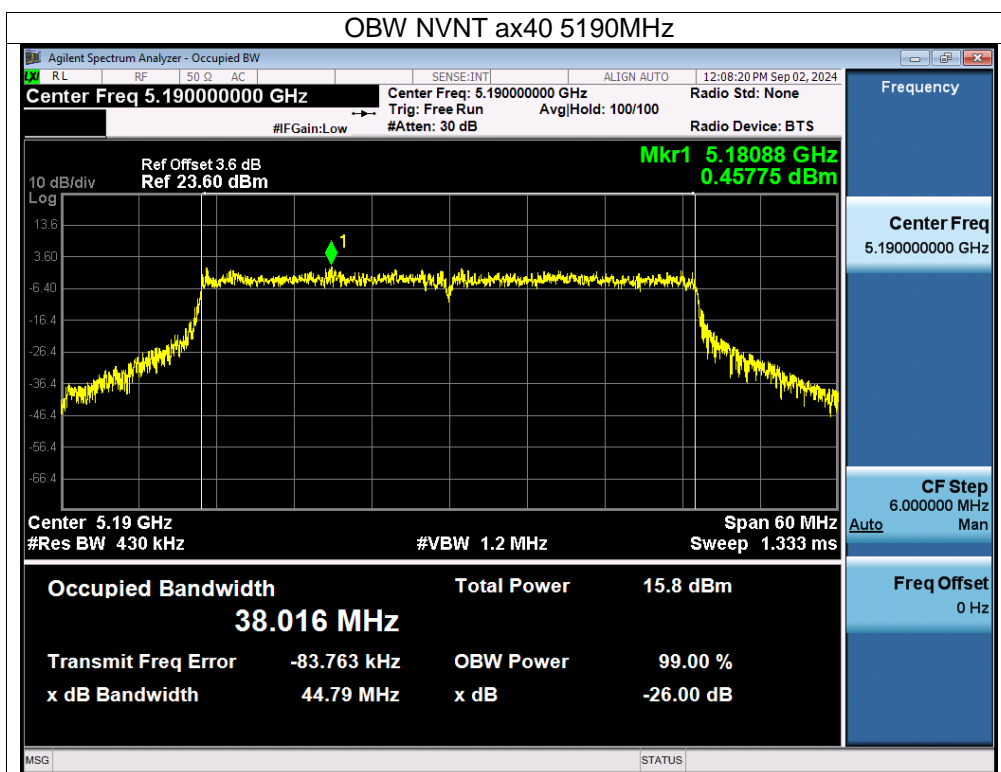 OBW NVNT ax40 5190MHz
Agilent Spectrum Analyzer - Occupied BW
LXI RL RF 50 Ω AC SENSE:INT ALIGN AUTO 12:08:20 PM Sep 02, 2024
Center Freq 5.190000000 GHz
Center Freq: 5.190000000 GHz
Radio Std: None
Trig: Free Run Avg|Hold: 100/100
#IFGain:Low #Atten: 30 dB Radio Device: BTS
Frequency
Mkr1 5.18088 GHz
0.45775 dBm
Ref Offset 3.6 dB
10 dB/div Ref 23.60 dBm
Log
13.6
3.60
-6.40
-16.4
-26.4
-36.4
-46.4
-56.4
-66.4
1
Center 5.19 GHz Span 60 MHz
#Res BW 430 kHz #VBW 1.2 MHz Sweep 1.333 ms
Center Freq
5.190000000 GHz
CF Step
6.000000 MHz
Auto Man
Freq Offset
0 Hz
Occupied Bandwidth Total Power 15.8 dBm
38.016 MHz
Transmit Freq Error -83.763 kHz OBW Power 99.00 %
x dB Bandwidth 44.79 MHz x dB -26.00 dB
MSG STATUS